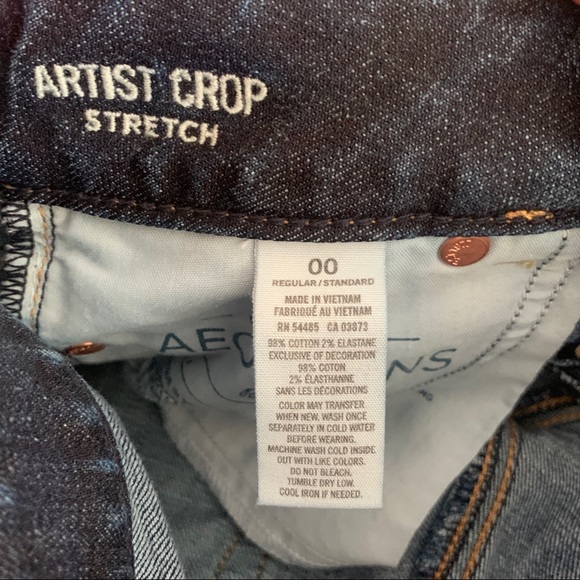 ARTIST CROP
STRETCH
00
REGULAR/STANDARD
MADE IN VIETNAM
FABRIQUÉ AU VIETNAM
RN 54485 CA 03873
98% COTTON 2% ELASTANE
EXCLUSIVE OF DECORATION
98% COTON
2% ÉLASTHANNE
SANS LES DÉCORATIONS
COLOR MAY TRANSFER
WHEN NEW. WASH ONCE
SEPARATELY IN COLD WATER
BEFORE WEARING.
MACHINE WASH COLD INSIDE
OUT WITH LIKE COLORS.
DO NOT BLEACH.
TUMBLE DRY LOW.
COOL IRON IF NEEDED.